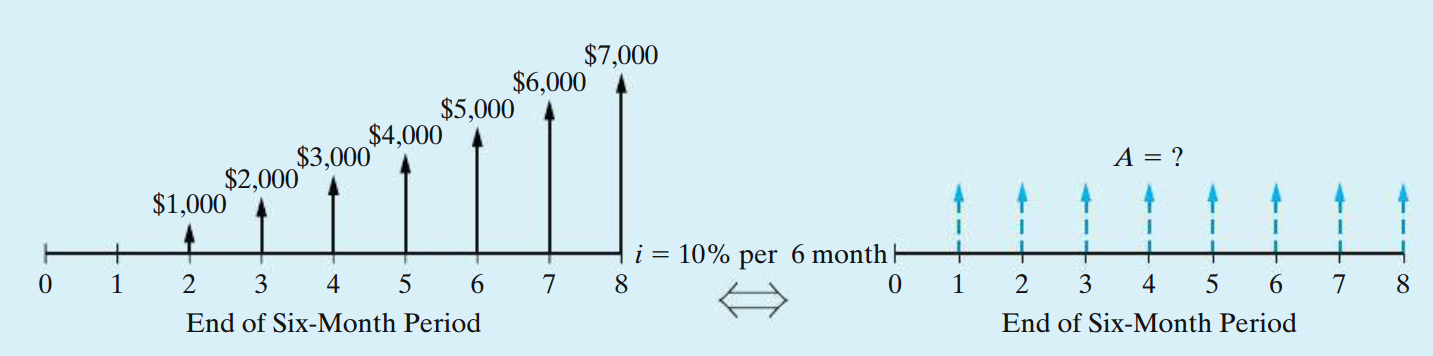 $7,000
$6,000
$5,000
$4,000
$3,000
$2,000
$1,000
A = ?
i = 10% per 6 month
0 1 2 3 4 5 6 7 8
End of Six-Month Period
0 1 2 3 4 5 6 7 8
End of Six-Month Period